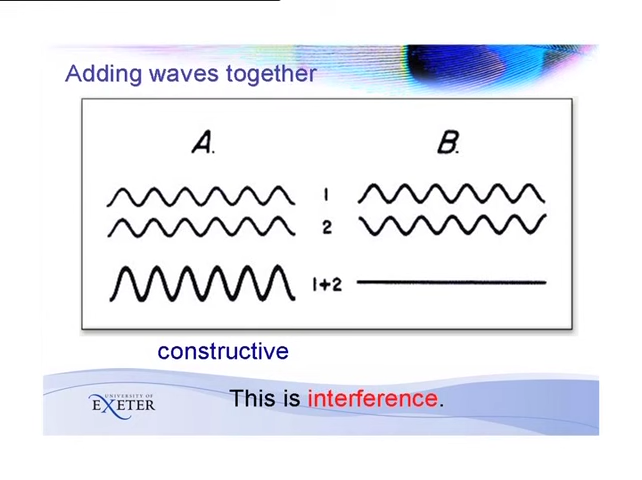 Adding waves together
A. B.
1
2
1+2
constructive
UNIVERSITY OF
EXETER
This is interference.